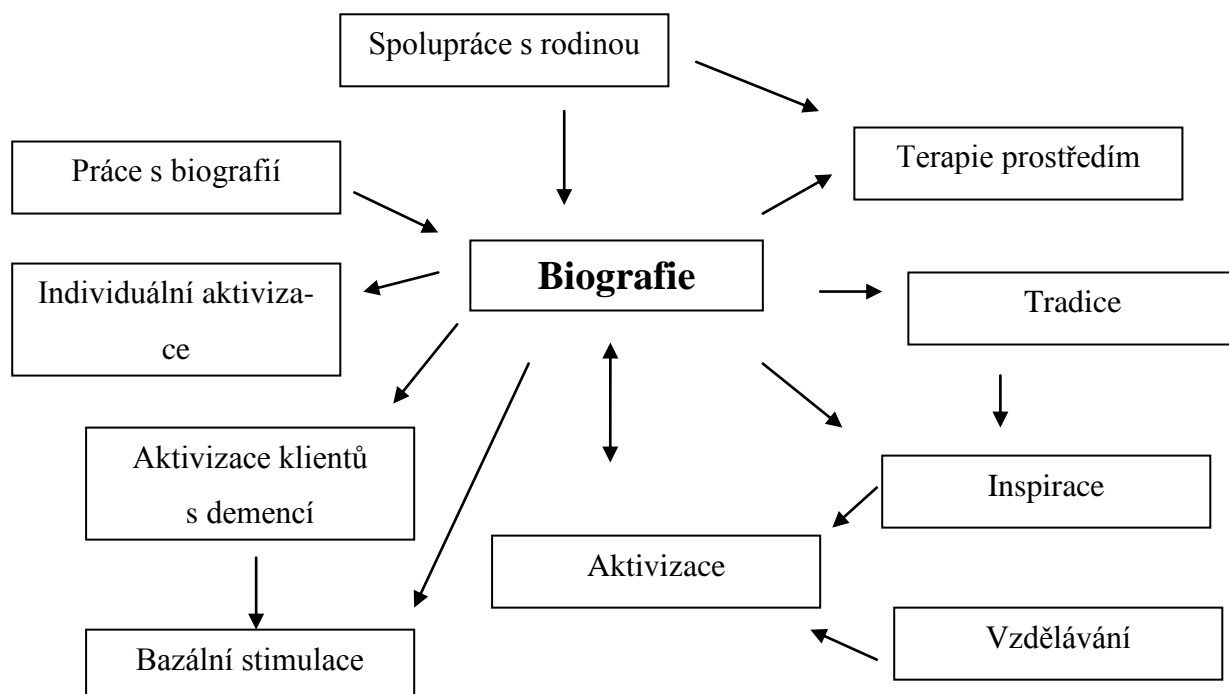 Spolupráce s rodinou
Terapie prostředím
Práce s biografií
Biografie
Individuální aktiviza-
ce
Tradice
Aktivizace klientů
s demencí
Inspirace
Aktivizace
Vzdělávání
Bazální stimulace